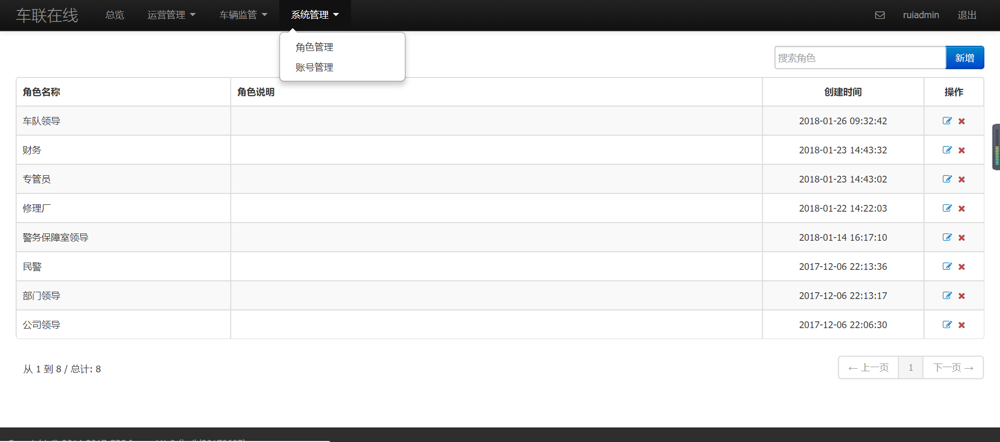 车联在线 总览 运营管理 车辆监管 系统管理 ruiadmin 退出
角色管理
账号管理
搜索角色 新增
角色名称 角色说明 创建时间 操作
车队领导 2018-01-26 09:32:42
财务 2018-01-23 14:43:32
专管员 2018-01-23 14:43:02
修理厂 2018-01-22 14:22:03
警务保障室领导 2018-01-14 16:17:10
民警 2017-12-06 22:13:36
部门领导 2017-12-06 22:13:17
公司领导 2017-12-06 22:06:30
从 1 到 8 / 总计: 8 ← 上一页 1 下一页 →